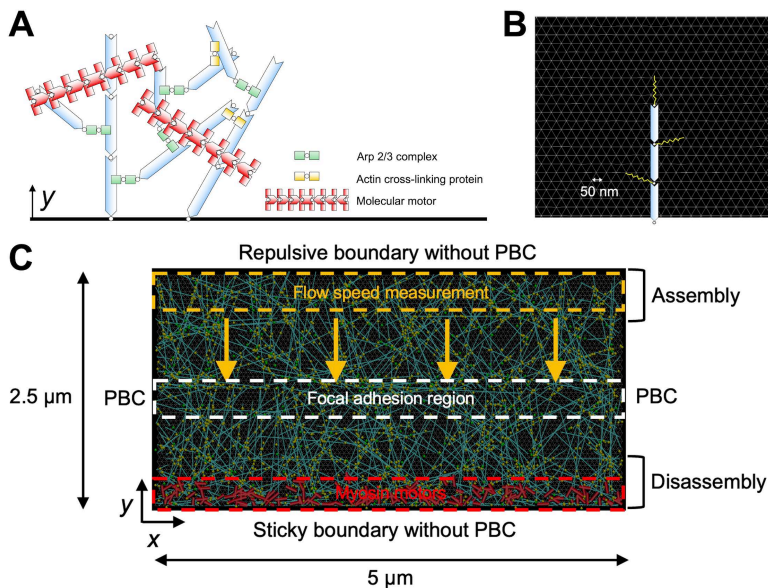 A
y
Arp 2/3 complex
Actin cross-linking protein
Molecular motor
B
50 nm
C
Repulsive boundary without PBC
Flow speed measurement
Assembly
2.5 μm
PBC
Focal adhesion region
PBC
Disassembly
Myosin motors
y
x
Sticky boundary without PBC
5 μm